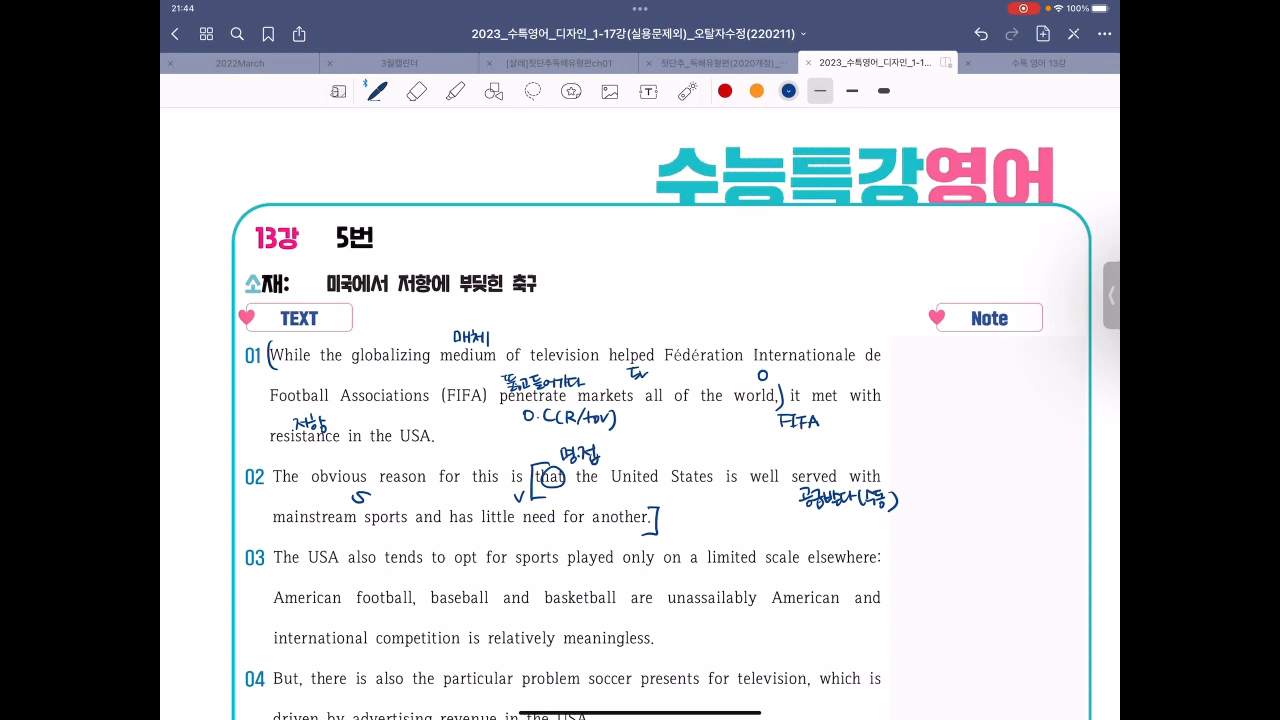 21:44
100%
2023_수특영어_디자인_1-17강(실용문제외)_오탈자수정(220211)
2022March
3월캘린더
[설레]첫단추독해유형편ch01
첫단추_독해유형편(2020개정)_...
2023_수특영어_디자인_1-1...
수특 영어 13강
수능특강영어
13강 5번
소재: 미국에서 저항에 부딪힌 축구
TEXT
Note
매체
01 While the globalizing medium of television helped Fédération Internationale de
뚫고 들어가다
O
Football Associations (FIFA) penetrate markets all of the world, it met with
저항 O.C(R/toV) FIFA
resistance in the USA.
명.접
02 The obvious reason for this is that the United States is well served with
S V 공급받다(수동)
mainstream sports and has little need for another.
03 The USA also tends to opt for sports played only on a limited scale elsewhere:
American football, baseball and basketball are unassailably American and
international competition is relatively meaningless.
04 But, there is also the particular problem soccer presents for television, which is
driven by advertising revenue in the USA.